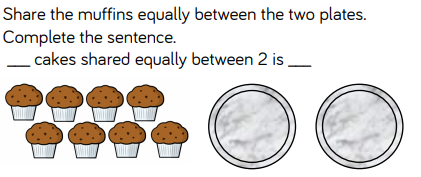 Share the muffins equally between the two plates.
Complete the sentence.
___ cakes shared equally between 2 is ___